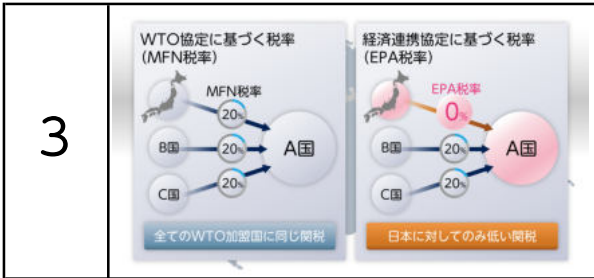 3
WTO協定に基づく税率
(MFN税率)
MFN税率
20%
B国
20%
A国
C国
20%
全てのWTO加盟国に同じ関税
経済連携協定に基づく税率
(EPA税率)
EPA税率
0%
B国
20%
A国
C国
20%
日本に対してのみ低い関税